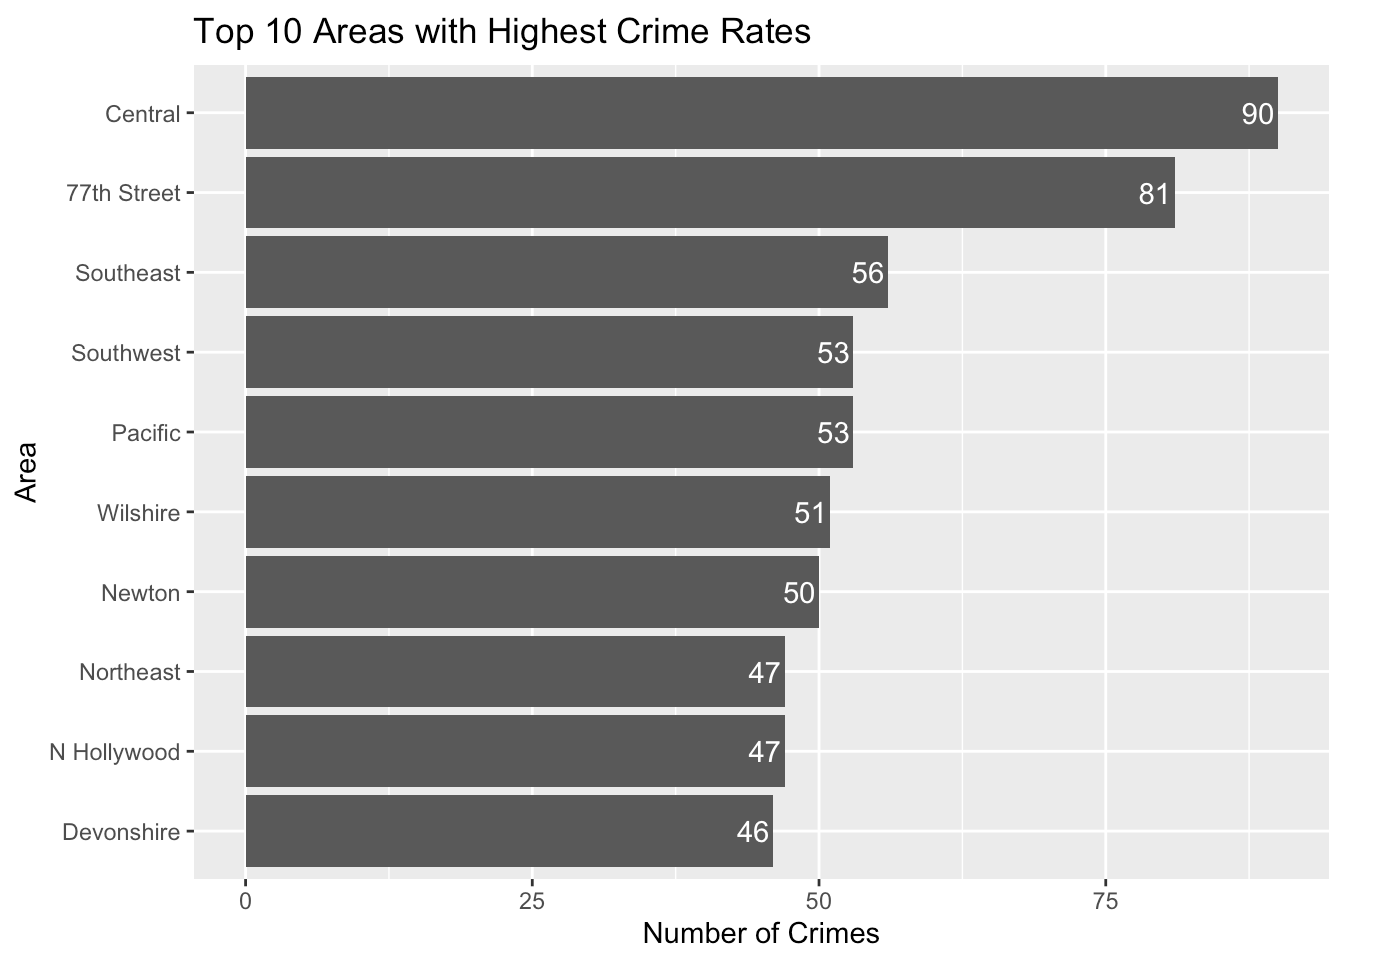 Top 10 Areas with Highest Crime Rates
Central 90
77th Street 81
Southeast 56
Southwest 53
Pacific 53
Area
Wilshire 51
Newton 50
Northeast 47
N Hollywood 47
Devonshire 46
0 25 50 75
Number of Crimes